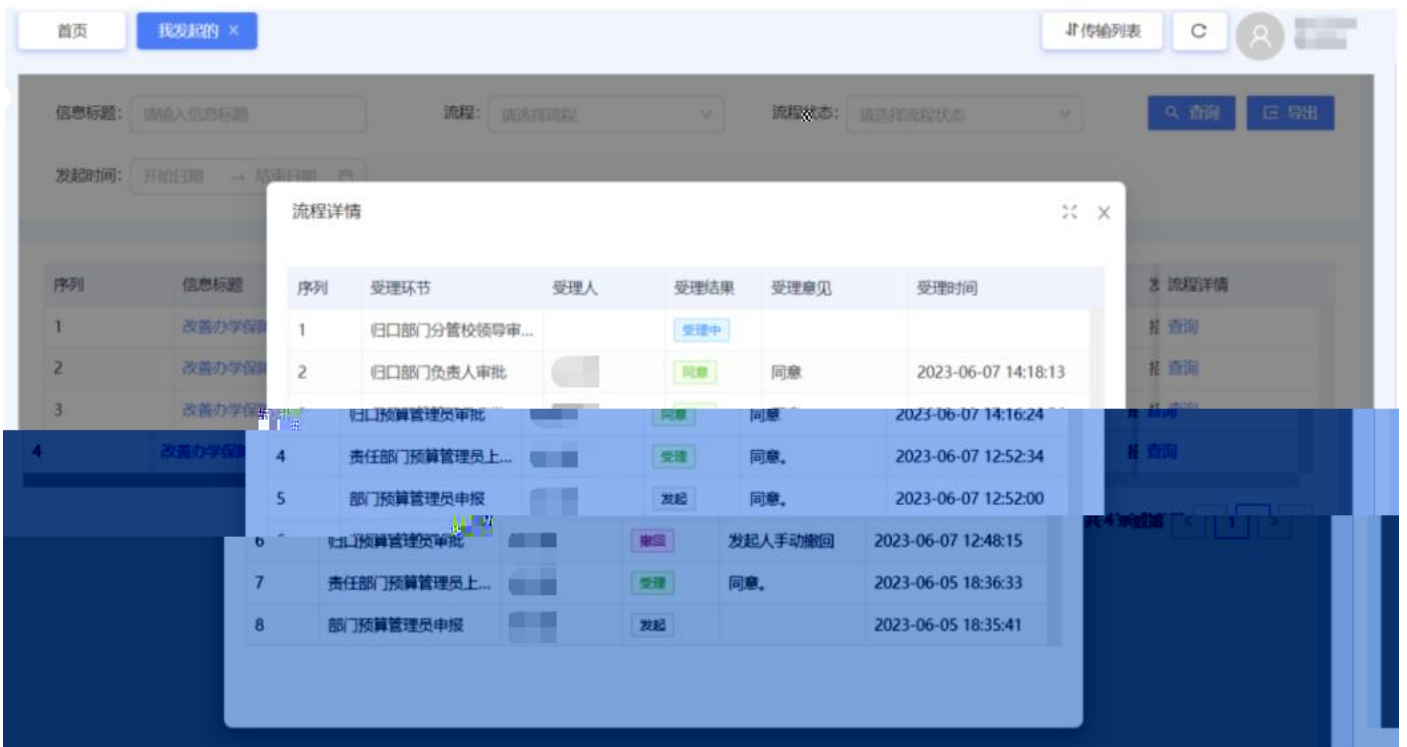 首页 我发起的 × 传输列表
信息标题: 请输入信息标题 流程: 请选择流程 流程状态: 请选择流程状态 查询 导出
发起时间: 开始日期 → 结束日期
流程详情
序列 信息标题 序列 受理环节 受理人 受理结果 受理意见 受理时间 流程详情
1 改善办学保障 1 归口部门分管校领导审... 受理中 查询
2 改善办学保障 2 归口部门负责人审批 同意 同意 2023-06-07 14:18:13 查询
3 改善办学保障 归口预算管理员审批 同意 同意 2023-06-07 14:16:24 查询
4 改善办学保障 4 责任部门预算管理员上... 受理 同意。 2023-06-07 12:52:34 查询
5 部门预算管理员申报 发起 同意。 2023-06-07 12:52:00
共4条数据 < 1 >
6 归口预算管理员审批 撤回 发起人手动撤回 2023-06-07 12:48:15
7 责任部门预算管理员上... 受理 同意。 2023-06-05 18:36:33
8 部门预算管理员申报 发起 2023-06-05 18:35:41